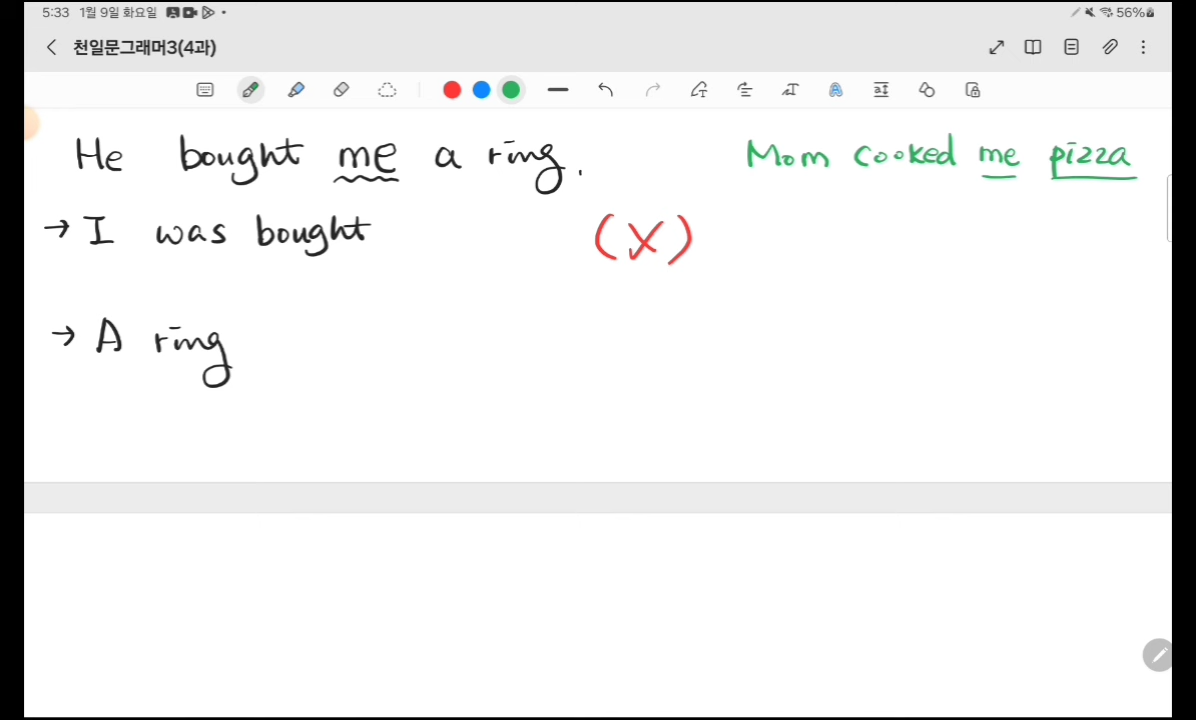 5:33 1월 9일 화요일 56%
천일문그래머3(4과)
He bought me a ring. Mom cooked me pizza
→ I was bought (X)
→ A ring